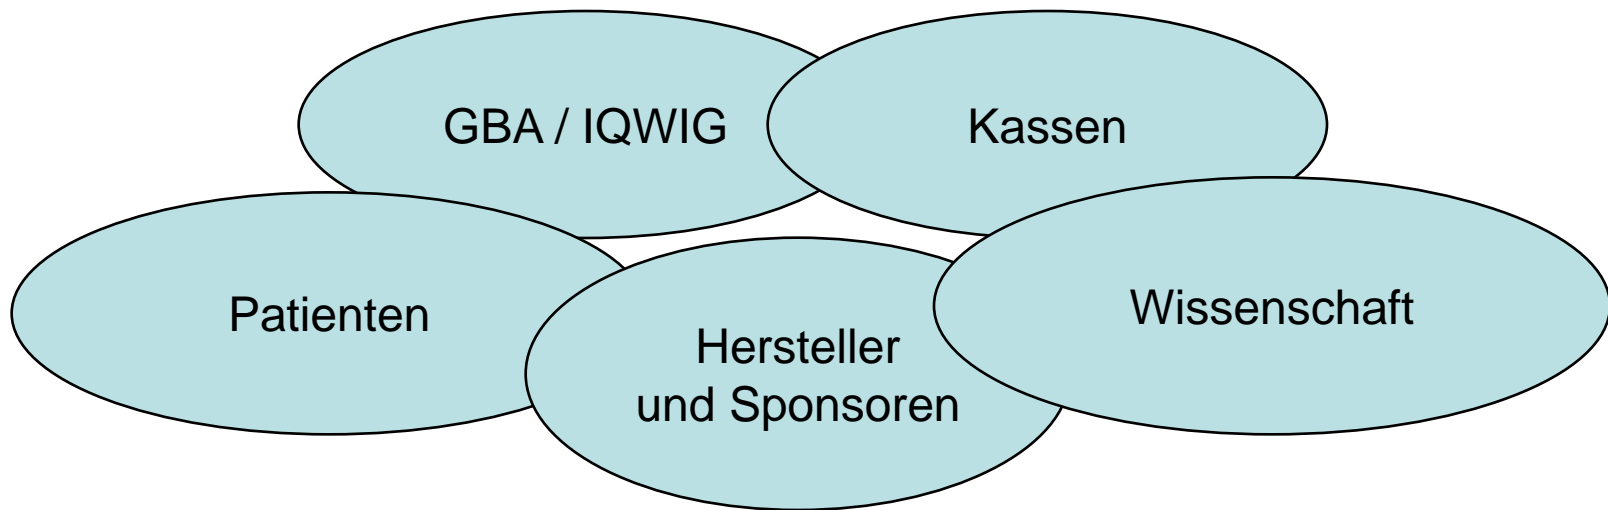 GBA / IQWIG
Kassen
Patienten
Hersteller
und Sponsoren
Wissenschaft